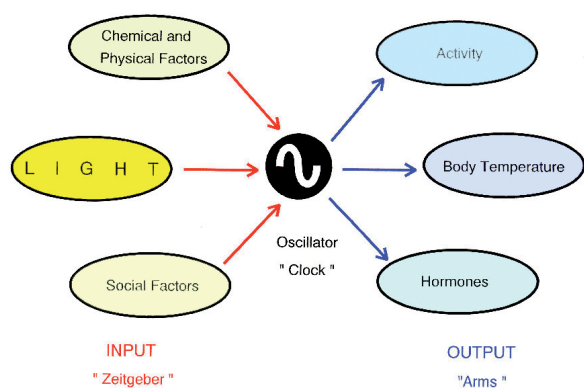 Chemical and
Physical Factors
L I G H T
Social Factors
Oscillator
" Clock "
Activity
Body Temperature
Hormones
INPUT
" Zeitgeber "
OUTPUT
"Arms "